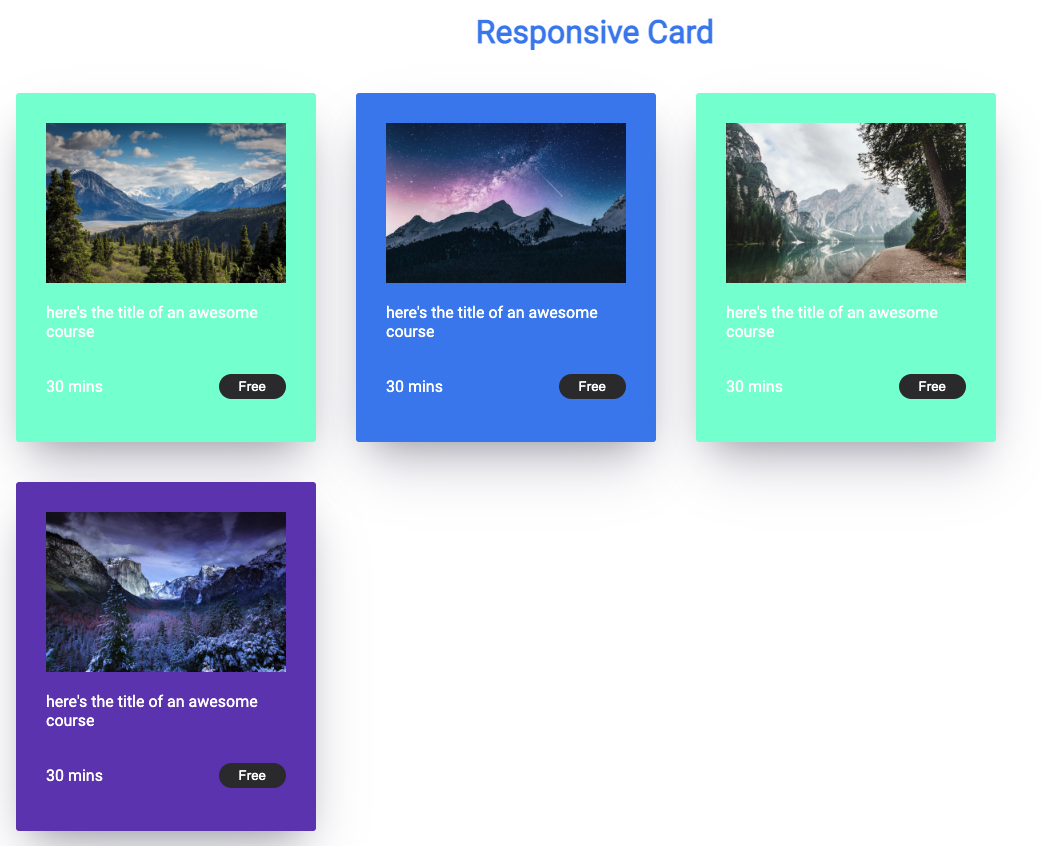 Responsive Card
here's the title of an awesome
course
30 mins
Free
here's the title of an awesome
course
30 mins
Free
here's the title of an awesome
course
30 mins
Free
here's the title of an awesome
course
30 mins
Free